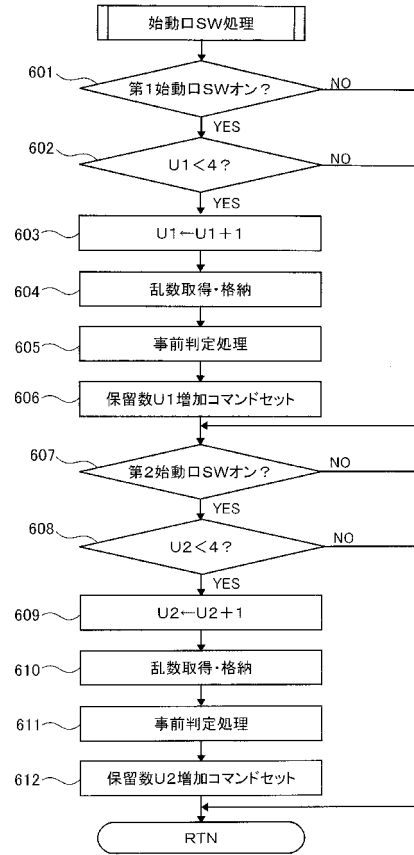 始動口SW処理
601
第1始動口SWオン?
NO
YES
602
U1<4?
NO
YES
603
U1←U1+1
604
乱数取得・格納
605
事前判定処理
606
保留数U1増加コマンドセット
607
第2始動口SWオン?
NO
YES
608
U2<4?
NO
YES
609
U2←U2+1
610
乱数取得・格納
611
事前判定処理
612
保留数U2増加コマンドセット
RTN